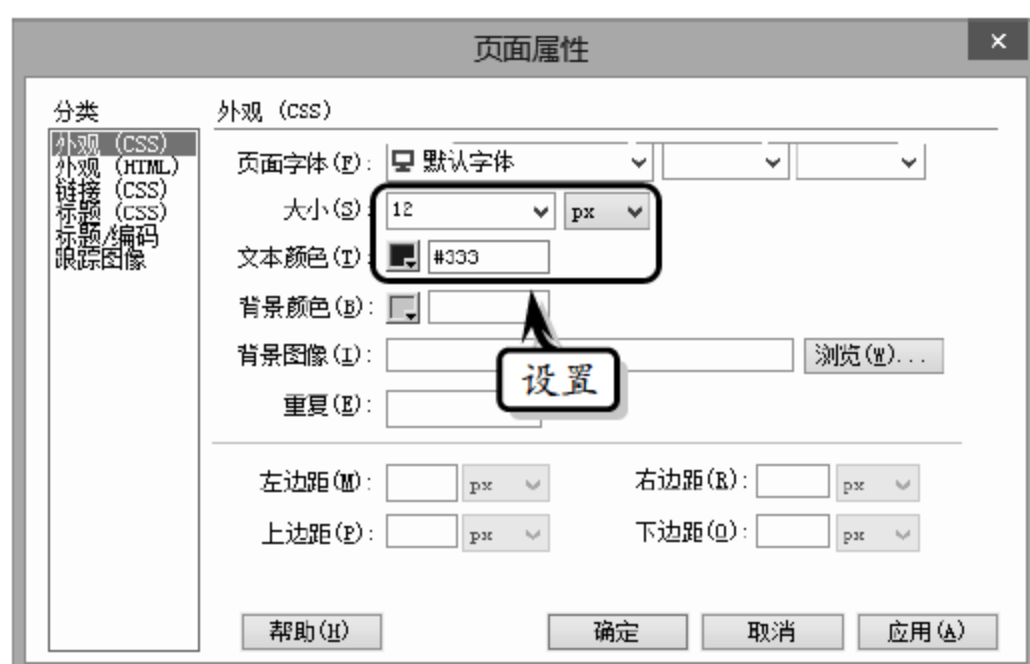 页面属性
分类
外观 (CSS)
外观 (HTML)
链接 (CSS)
标题 (CSS)
标题/编码
跟踪图像
外观 (CSS)
页面字体(F): 默认字体
大小(S): 12 px
文本颜色(T): #333
背景颜色(B):
设置
背景图像(I): 浏览(W)...
重复(E):
左边距(M): px 右边距(R): px
上边距(P): px 下边距(O): px
帮助(H) 确定 取消 应用(A)